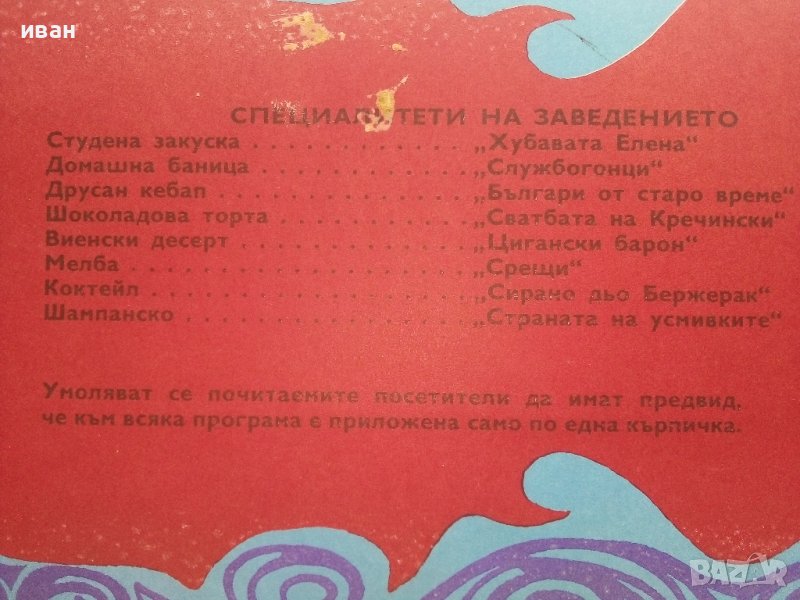 иван
СПЕЦИАЛИТЕТИ НА ЗАВЕДЕНИЕТО
Студена закуска . . . . . . . . . . . . „Хубавата Елена“
Домашна баница . . . . . . . . . . . . „Службогонци“
Друсан кебап . . . . . . . . . . . . . . „Българи от старо време“
Шоколадова торта . . . . . . . . . . „Сватбата на Кречински“
Виенски десерт . . . . . . . . . . . . . „Цигански барон“
Мелба . . . . . . . . . . . . . . . . . . . . „Срещи“
Коктейл . . . . . . . . . . . . . . . . . . „Сирано дьо Бержерак“
Шампанско . . . . . . . . . . . . . . . . „Страната на усмивките“
Умоляват се почитаемите посетители да имат предвид,
че към всяка програма е приложена само по една кърпичка.
BAZAR